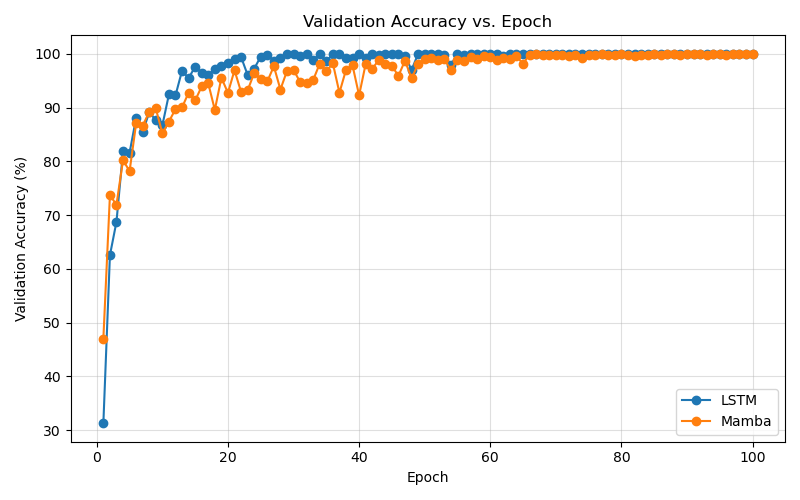 Validation Accuracy vs. Epoch
Validation Accuracy (%)
100
90
80
70
60
50
40
30
0 20 40 60 80 100
Epoch
LSTM
Mamba